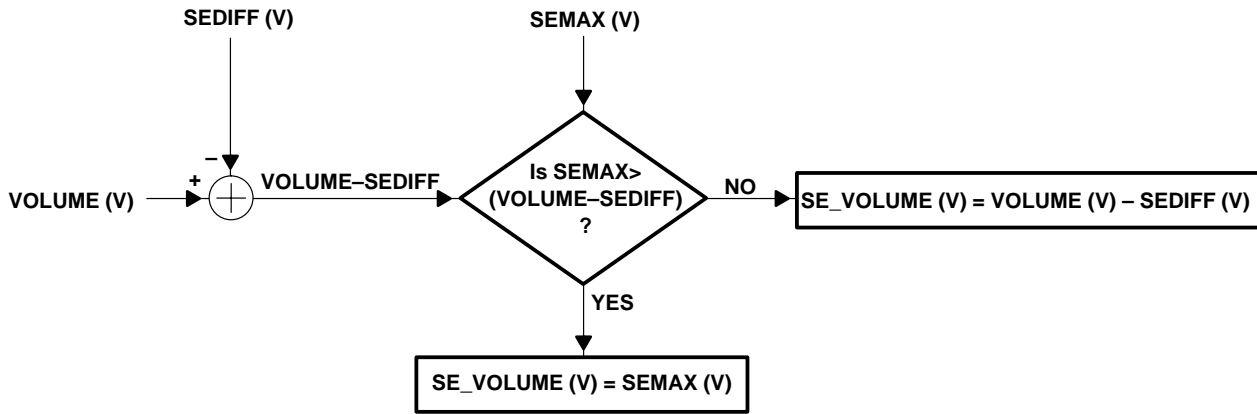 SEDIFF (V)
SEMAX (V)
–
+
VOLUME (V)
VOLUME–SEDIFF
Is SEMAX>
(VOLUME–SEDIFF)
?
NO
SE_VOLUME (V) = VOLUME (V) – SEDIFF (V)
YES
SE_VOLUME (V) = SEMAX (V)